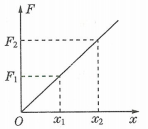 F
F₂
F₁
O x₁ x₂ x